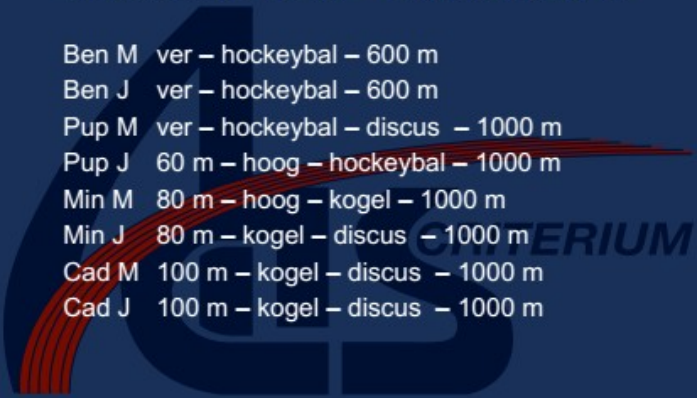 Ben M ver – hockeybal – 600 m
Ben J ver – hockeybal – 600 m
Pup M ver – hockeybal – discus – 1000 m
Pup J 60 m – hoog – hockeybal – 1000 m
Min M 80 m – hoog – kogel – 1000 m
Min J 80 m – kogel – discus – 1000 m
CRITERIUM
Cad M 100 m – kogel – discus – 1000 m
Cad J 100 m – kogel – discus – 1000 m